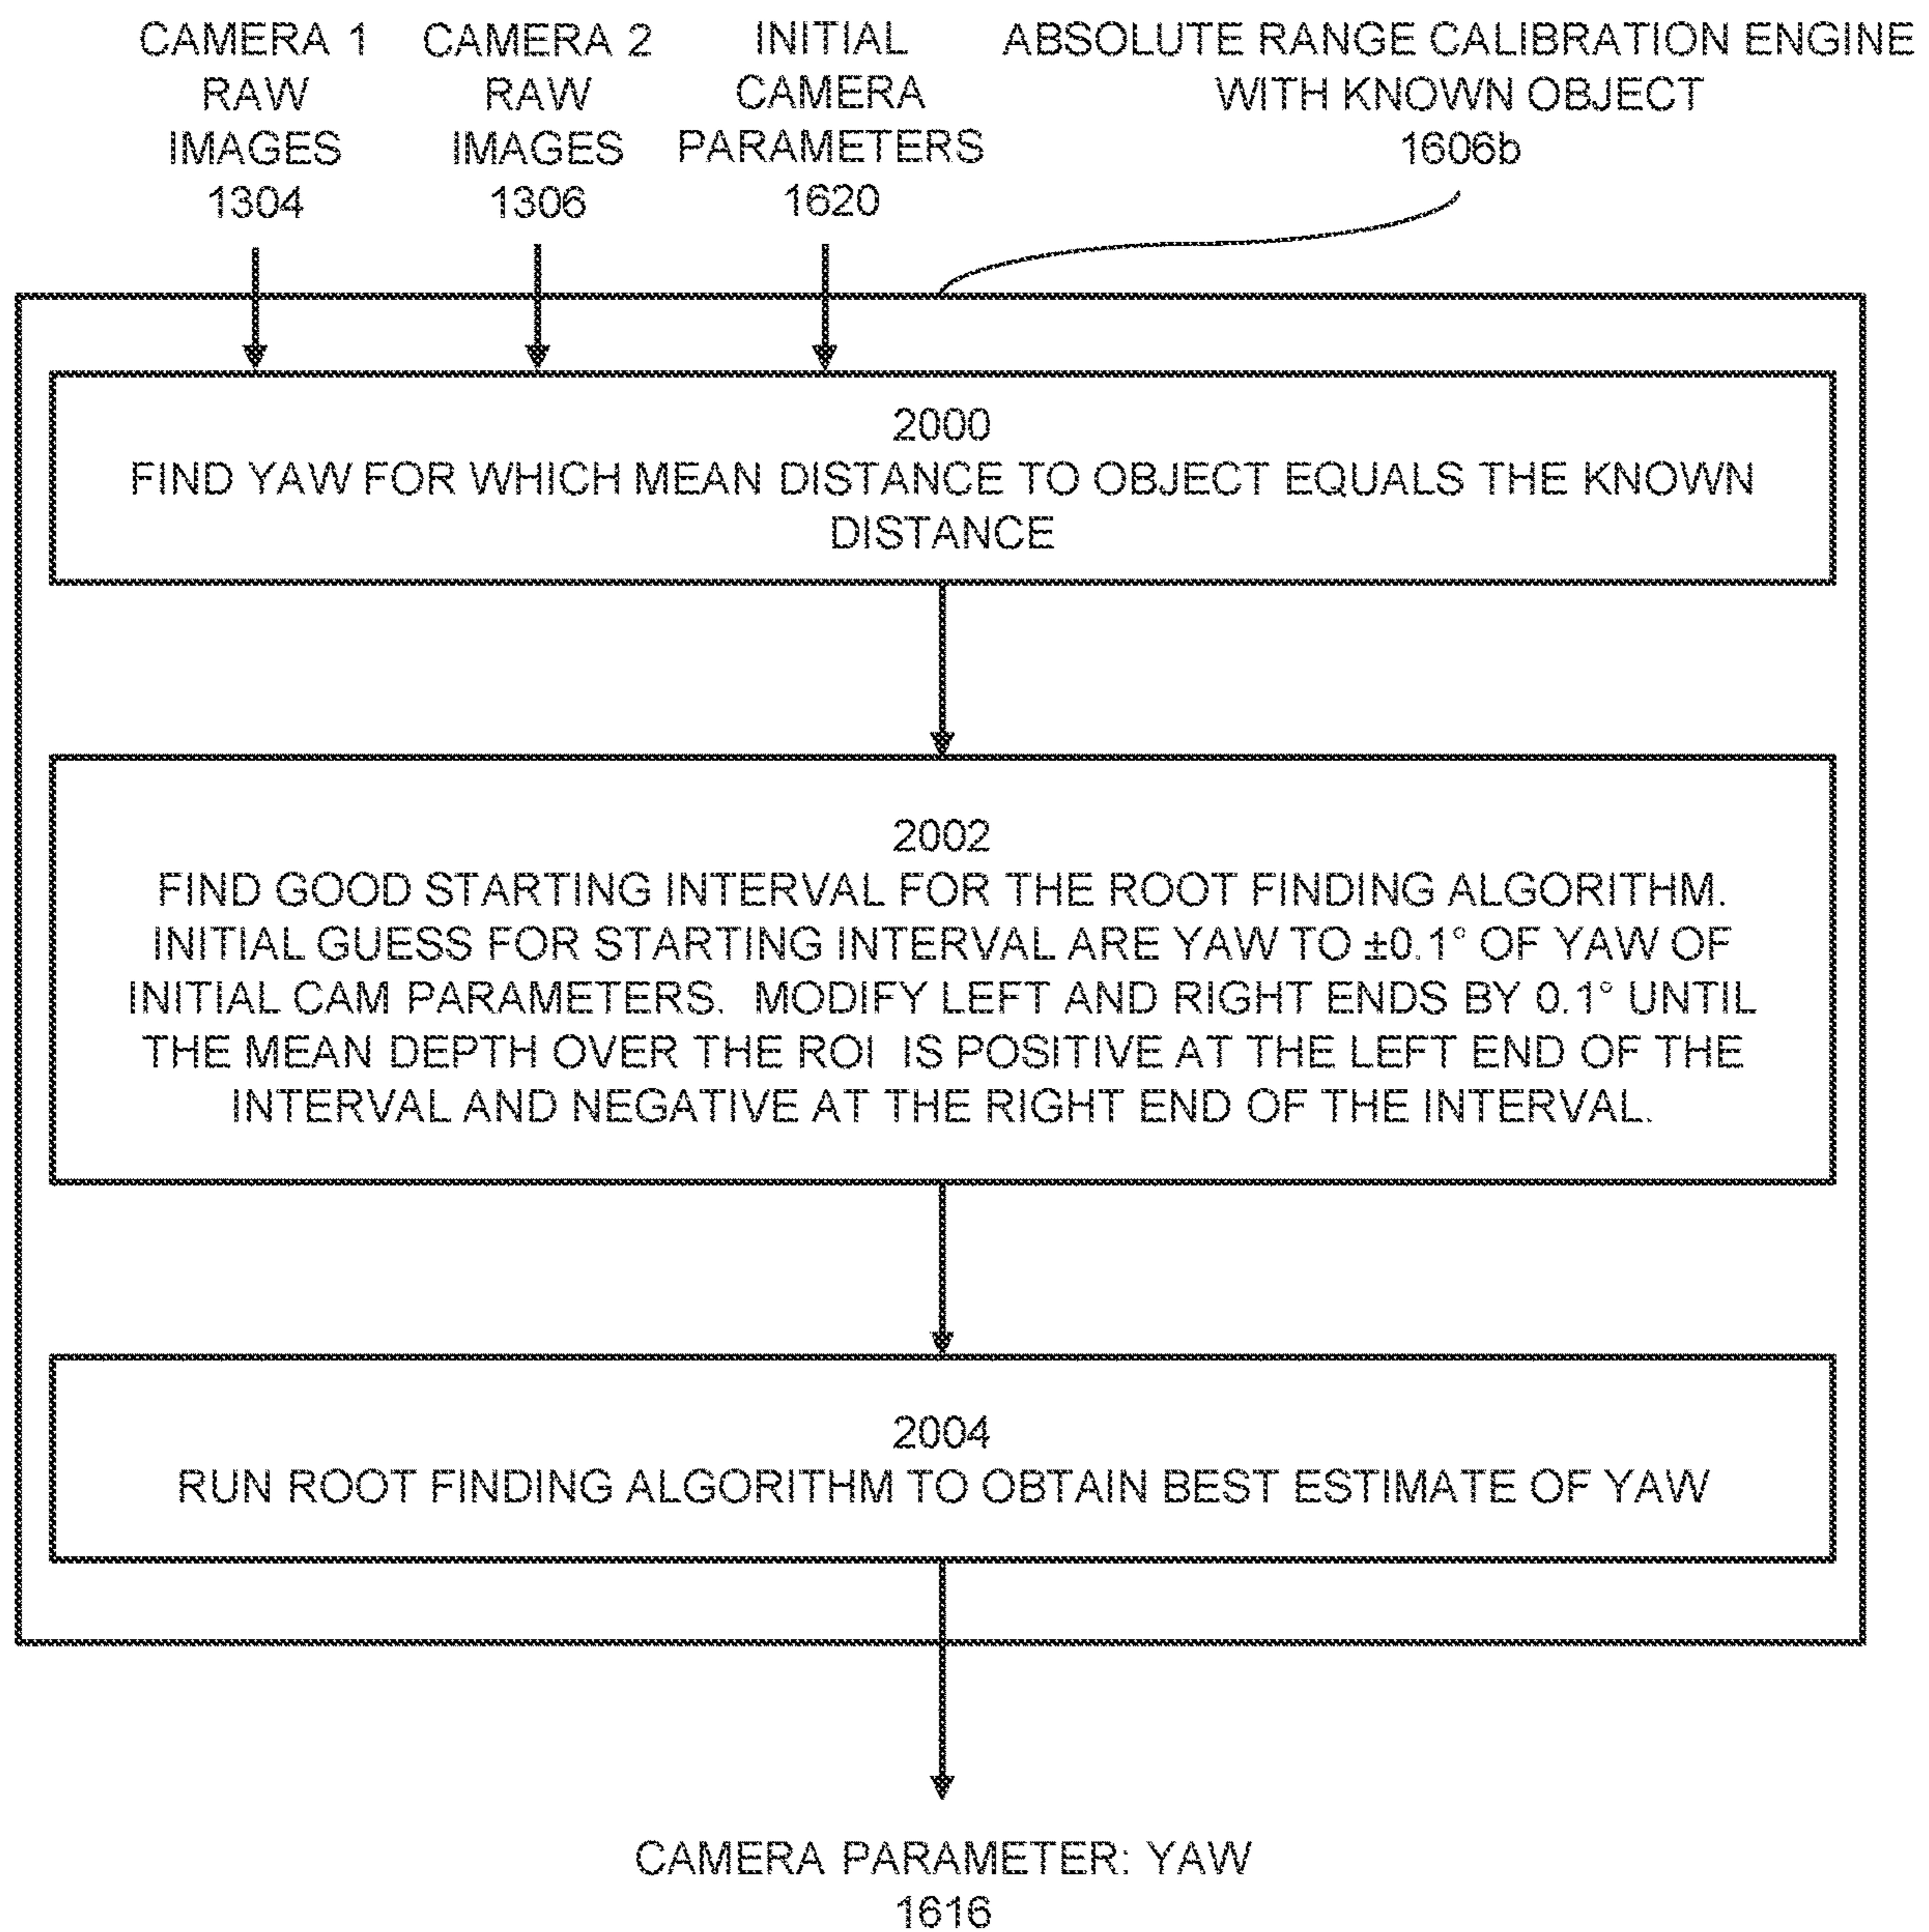 CAMERA 1
RAW
IMAGES
1304
CAMERA 2
RAW
IMAGES
1306
INITIAL
CAMERA
PARAMETERS
1620
ABSOLUTE RANGE CALIBRATION ENGINE
WITH KNOWN OBJECT
1606b
2000
FIND YAW FOR WHICH MEAN DISTANCE TO OBJECT EQUALS THE KNOWN
DISTANCE
2002
FIND GOOD STARTING INTERVAL FOR THE ROOT FINDING ALGORITHM.
INITIAL GUESS FOR STARTING INTERVAL ARE YAW TO ±0.1° OF YAW OF
INITIAL CAM PARAMETERS. MODIFY LEFT AND RIGHT ENDS BY 0.1° UNTIL
THE MEAN DEPTH OVER THE ROI IS POSITIVE AT THE LEFT END OF THE
INTERVAL AND NEGATIVE AT THE RIGHT END OF THE INTERVAL.
2004
RUN ROOT FINDING ALGORITHM TO OBTAIN BEST ESTIMATE OF YAW
CAMERA PARAMETER: YAW
1616